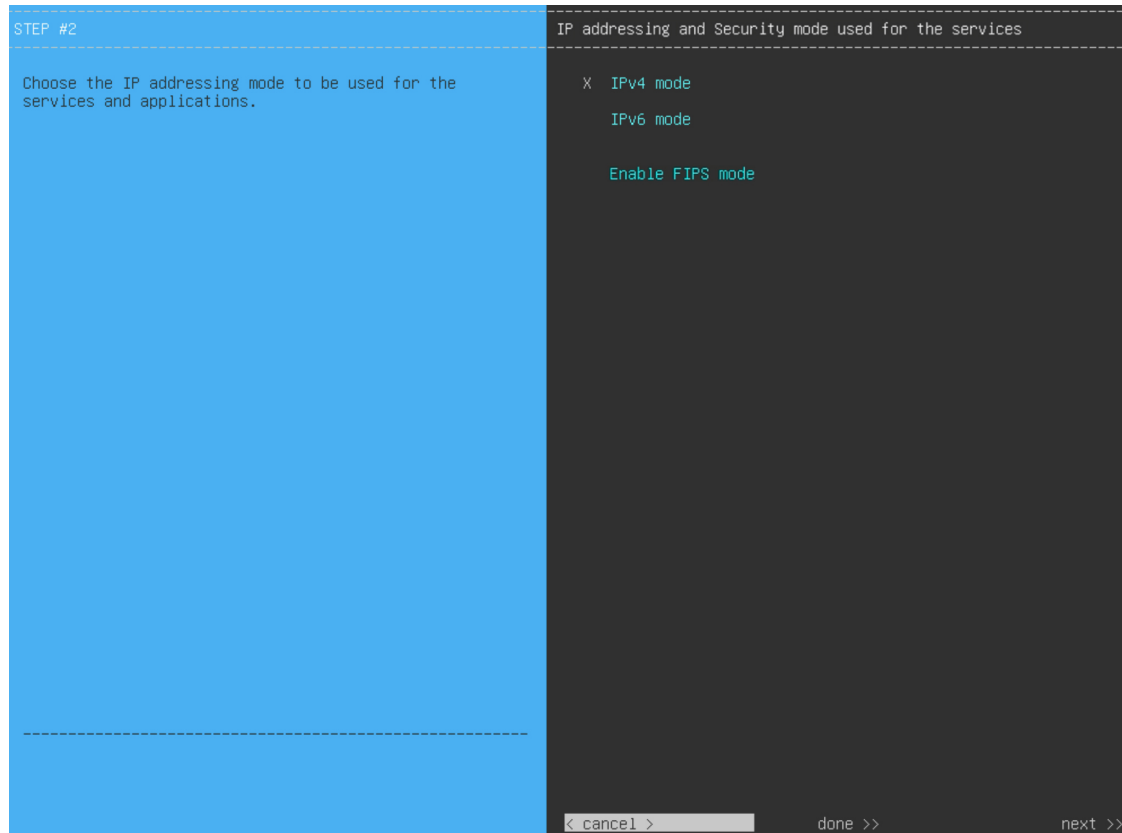 STEP #2
Choose the IP addressing mode to be used for the
services and applications.
IP addressing and Security mode used for the services
X IPv4 mode
IPv6 mode
Enable FIPS mode
< cancel >
done >>
next >>